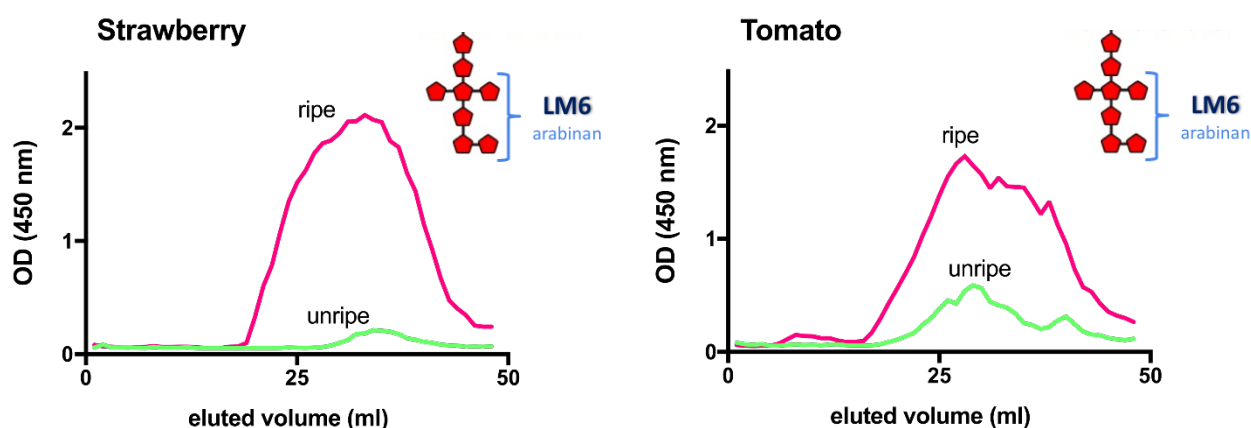 Strawberry
OD (450 nm)
2
1
0
ripe
unripe
LM6
arabinan
0
25
50
eluted volume (ml)
Tomato
OD (450 nm)
2
1
0
ripe
unripe
LM6
arabinan
0
25
50
eluted volume (ml)